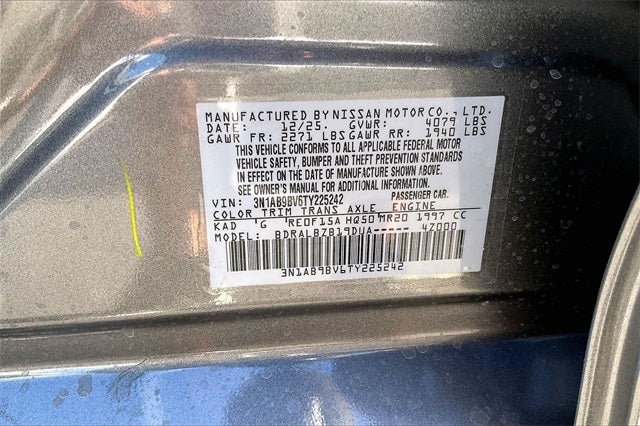 MANUFACTURED BY NISSAN MOTOR CO., LTD.
DATE: 12/25. GVWR: 4079 LBS
GAWR FR: 2271 LBS GAWR RR: 1940 LBS
THIS VEHICLE CONFORMS TO ALL APPLICABLE FEDERAL MOTOR
VEHICLE SAFETY, BUMPER AND THEFT PREVENTION STANDARDS
IN EFFECT ON THE DATE OF MANUFACTURE SHOWN ABOVE.
SEE OWNER'S MANUAL FOR ADDITIONAL INFORMATION.
VIN: 3N1AB9BV6TY225242 PASSENGER CAR.
COLOR TRIM TRANS AXLE ENGINE
KAD 'G RE0F15A HQ50 MR20 1997 CC
MODEL: BDRALBZB19DUA----- 4Z000
3N1AB9BV6TY225242